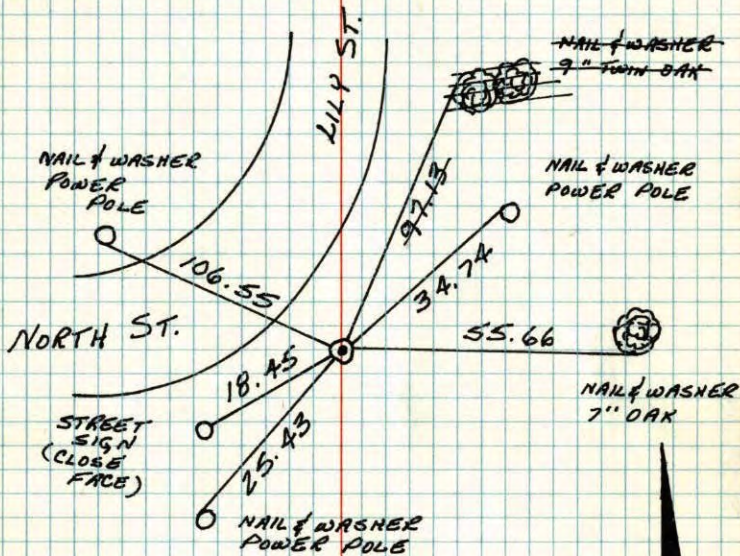 LILY ST.
NAIL & WASHER
9" TWIN OAK
NAIL & WASHER
POWER
POLE
NAIL & WASHER
POWER POLE
97.13
106.55
34.74
NORTH ST.
55.66
18.45
NAIL & WASHER
7" OAK
STREET
SIGN
(CLOSE
FACE)
25.43
NAIL & WASHER
POWER POLE